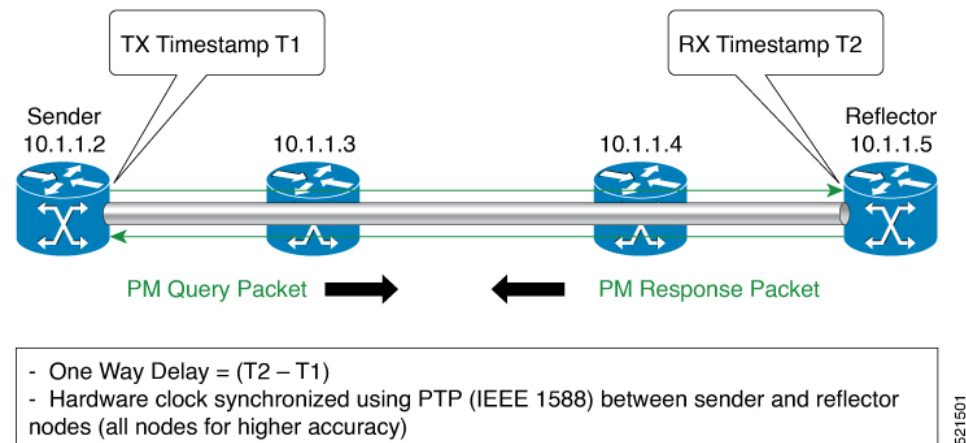 TX Timestamp T1
RX Timestamp T2
Sender
10.1.1.2
10.1.1.3
10.1.1.4
Reflector
10.1.1.5
PM Query Packet
PM Response Packet
- One Way Delay = (T2 – T1)
- Hardware clock synchronized using PTP (IEEE 1588) between sender and reflector
nodes (all nodes for higher accuracy)
521501